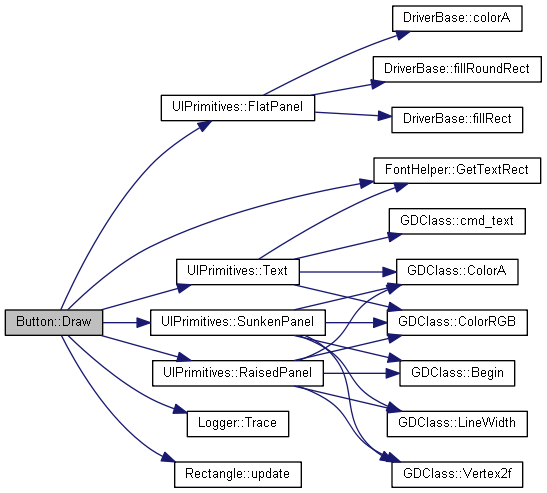 DriverBase::colorA
DriverBase::fillRoundRect
UIPrimitives::FlatPanel
DriverBase::fillRect
FontHelper::GetTextRect
GDClass::cmd_text
UIPrimitives::Text
GDClass::ColorA
Button::Draw
UIPrimitives::SunkenPanel
GDClass::ColorRGB
UIPrimitives::RaisedPanel
GDClass::Begin
Logger::Trace
GDClass::LineWidth
Rectangle::update
GDClass::Vertex2f